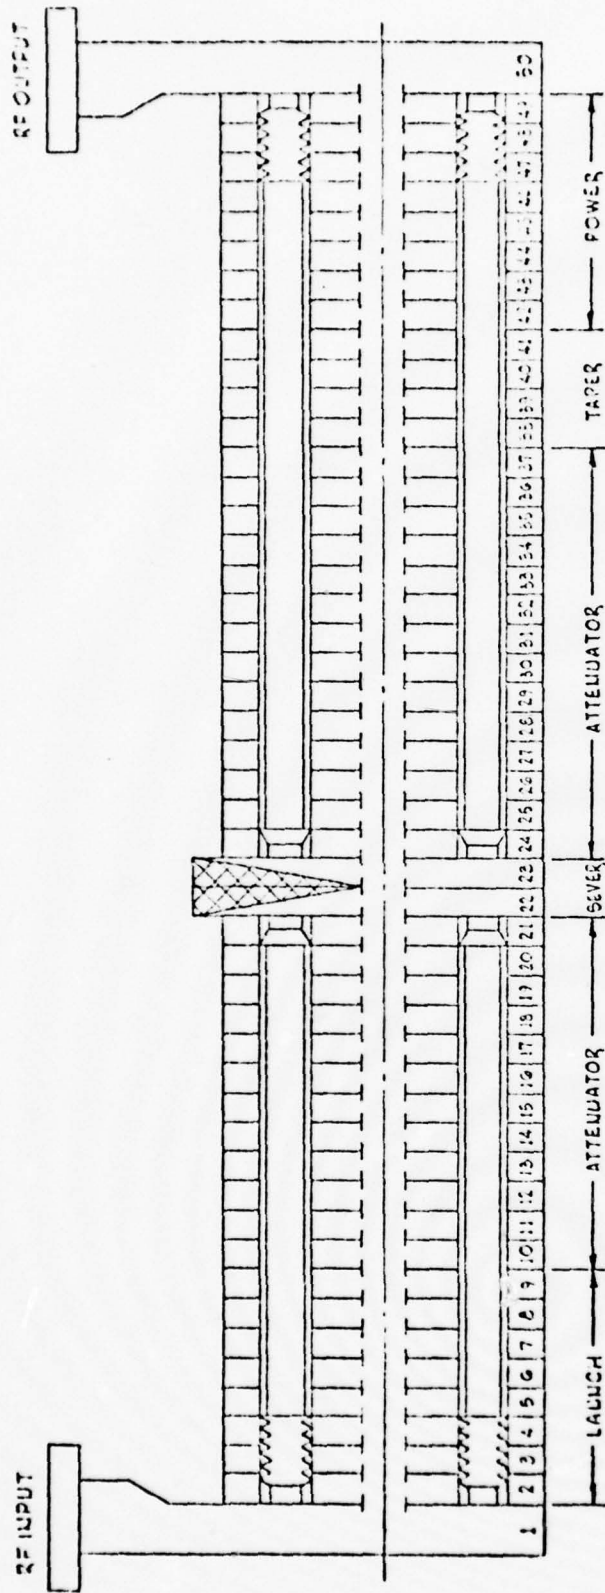 RF INPUT
RF OUTPUT
1 2 3 4 5 6 7 8 9 10 11 12 13 14 15 16 17 18 19 20 21 22 23 24 25 26 27 28 29 30 31 32 33 34 35 36 37 38 39 40 41 42 43 44 45 46 47 48 49 50
LAUNCH
ATTENUATOR
SEVER
ATTENUATOR
TAPER
POWER